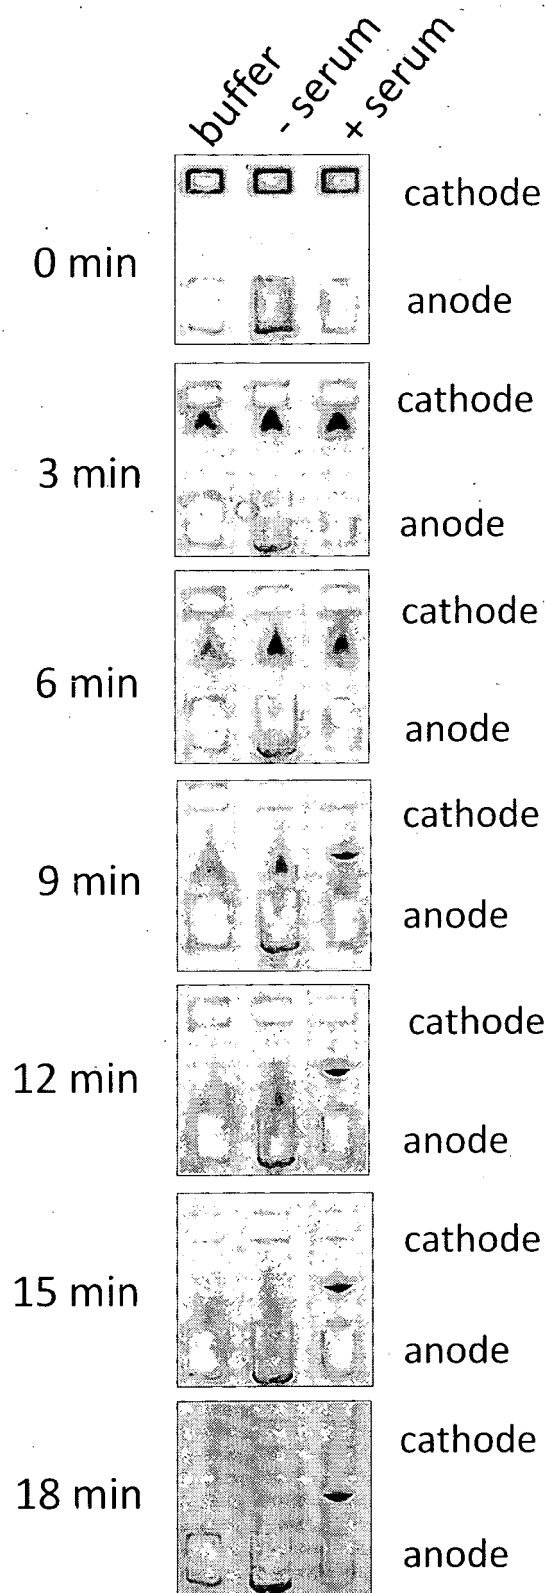 buffer
- serum
+ serum
cathode
0 min
anode
cathode
3 min
anode
cathode
6 min
anode
cathode
9 min
anode
cathode
12 min
anode
cathode
15 min
anode
cathode
18 min
anode